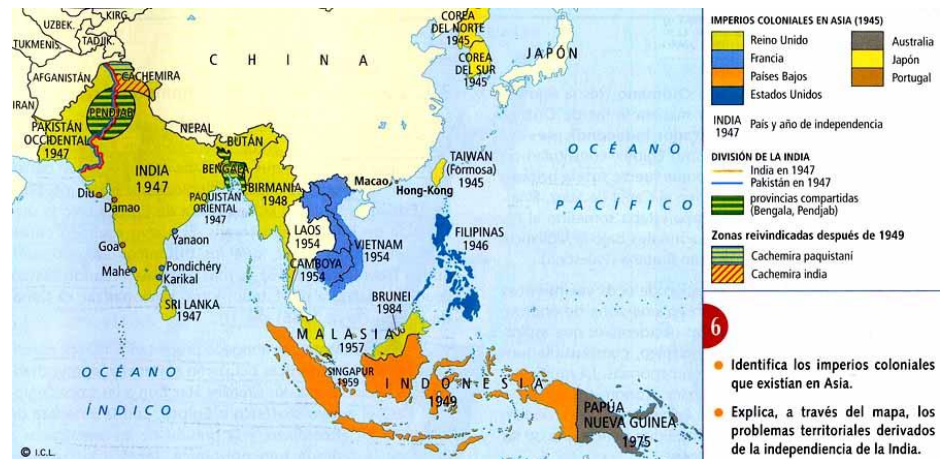 KIRG.
UZBEK.
TUKMENIS.
TADJIK.
AFGANISTÁN
IRAN
CACHEMIRA
PENDJAB
PAKISTÁN
OCCIDENTAL
1947
C H I N A
NEPAL
BUTÁN
INDIA
1947
BENGALA
PAQUISTÁN
ORIENTAL
1947
BIRMANIA
1948
Diu
Damao
Goa
Yanaon
Mahe
Pondichéry
Karikal
SRI LANKA
1947
COREA
DEL NORTE
1945
COREA
DEL SUR
1945
JAPÓN
TAIWÁN
(Formosa)
1945
Macao
Hong-Kong
LAOS
1954
VIETNAM
1954
CAMBOYA
1954
FILIPINAS
1946
BRUNEI
1984
MALASIA
1957
SINGAPUR
1959
INDONESIA
1949
PAPÚA
NUEVA GUINEA
1975
OCÉANO
PACÍFICO
OCÉANO
ÍNDICO
© I.C.L.
IMPERIOS COLONIALES EN ASIA (1945)
Reino Unido
Francia
Países Bajos
Estados Unidos
Australia
Japón
Portugal
INDIA
1947
País y año de independencia
DIVISIÓN DE LA INDIA
India en 1947
Pakistán en 1947
provincias compartidas
(Bengala, Pendjab)
Zonas reivindicadas después de 1949
Cachemira paquistaní
Cachemira india
6
Identifica los imperios coloniales
que existían en Asia.
Explica, a través del mapa, los
problemas territoriales derivados
de la independiencia de la India.